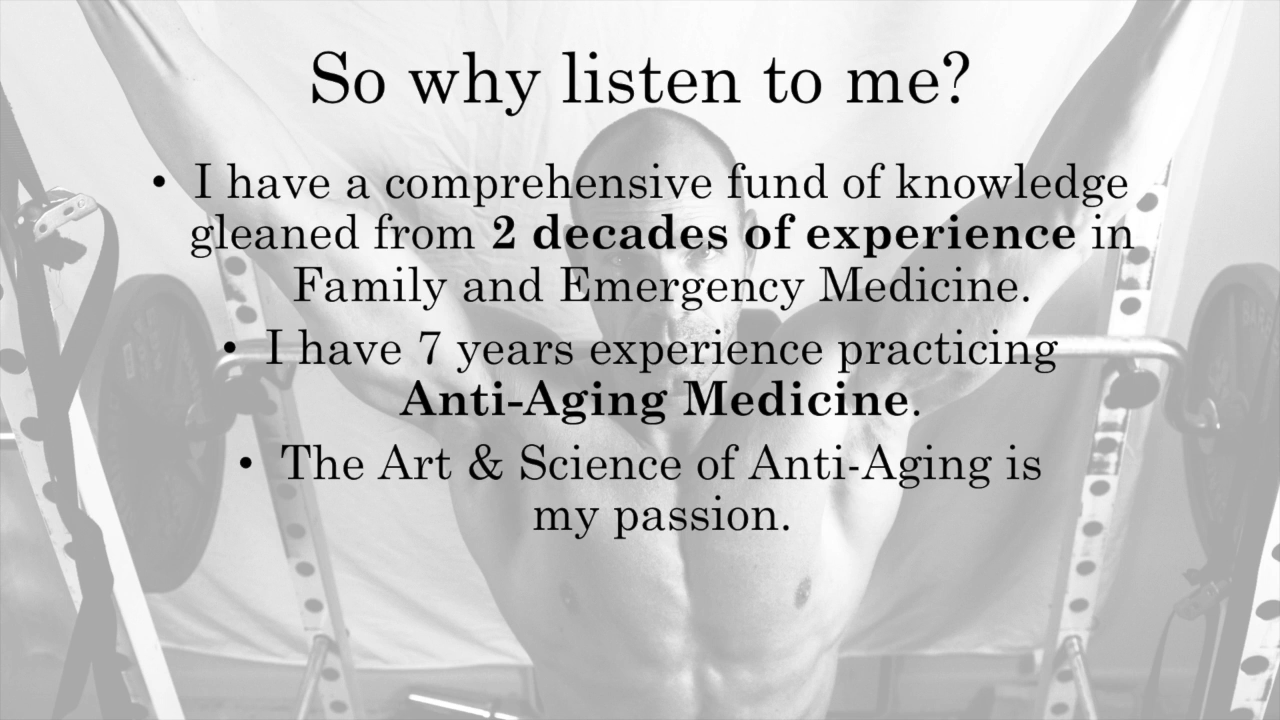 So why listen to me?
• I have a comprehensive fund of knowledge
gleaned from 2 decades of experience in
Family and Emergency Medicine.
• I have 7 years experience practicing
Anti-Aging Medicine.
• The Art & Science of Anti-Aging is
my passion.